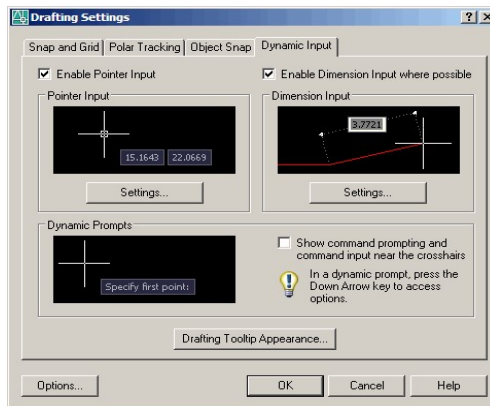 Drafting Settings
Snap and Grid Polar Tracking Object Snap Dynamic Input
Enable Pointer Input
Enable Dimension Input where possible
Pointer Input
15.1643 22.0669
Settings...
Dimension Input
3.7721
Settings...
Dynamic Prompts
Specify first point:
Show command prompting and
command input near the crosshairs
In a dynamic prompt, press the
Down Arrow key to access
options.
Drafting Tooltip Appearance...
Options... OK Cancel Help